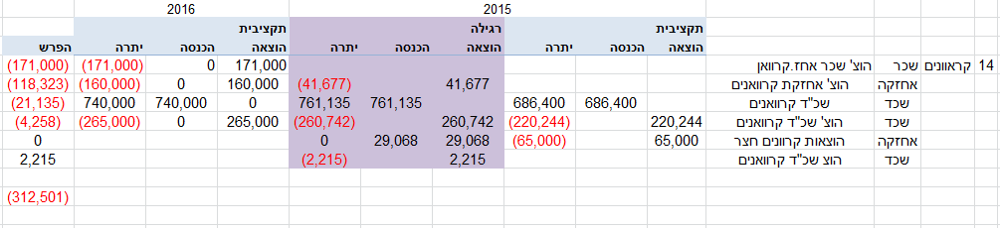 2015 2016
תקציבית רגילה תקציבית
הוצאה הכנסה יתרה הוצאה הכנסה יתרה הוצאה הכנסה יתרה הפרש
14 קראוונים שכר הוצ' שכר אחז.קרוואן 171,000 0 (171,000) (171,000)
אחזקה הוצ' אחזקת קרוואנים 41,677 (41,677) 160,000 0 (160,000) (118,323)
שכד שכ"ד קרוואנים 686,400 686,400 761,135 761,135 0 740,000 740,000 (21,135)
שכד הוצ' שכ"ד קרוואנים 220,244 (220,244) 260,742 (260,742) 265,000 0 (265,000) (4,258)
אחזקה הוצאות קרוונים חצר 65,000 (65,000) 29,068 29,068 0 0
שכד הוצ שכ"ד קרוואנים 2,215 (2,215) 2,215
(312,501)